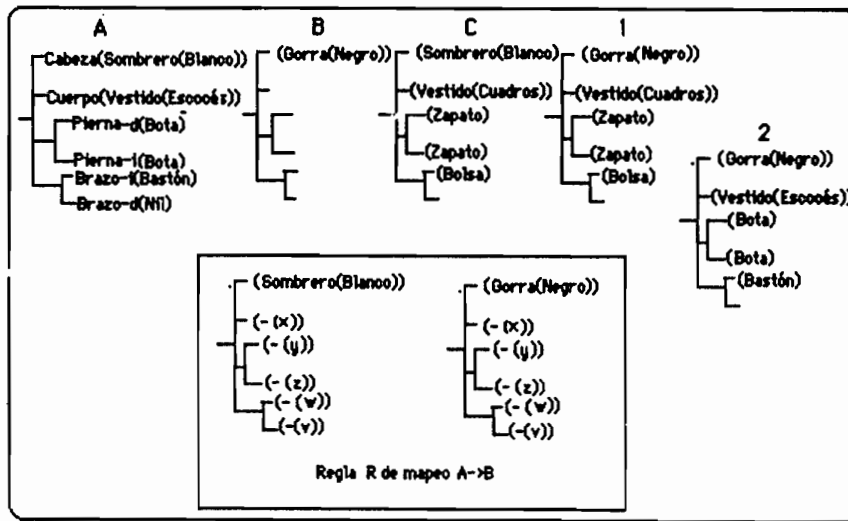 A
Cabeza(Sombrero(Blanco))
Cuerpo(Vestido(Escocés))
Pierna-d(Bota)
Pierna-i(Bota)
Brazo-i(Bastón)
Brazo-d(Nil)
B
(Gorra(Negro))
C
(Sombrero(Blanco)
(Vestido(Cuadros))
(Zapato)
(Zapato)
(Bolsa)
1
(Gorra(Negro))
(Vestido(Cuadros))
(Zapato)
(Zapato)
(Bolsa)
2
(Gorra(Negro))
(Vestido(Escocés)
(Bota)
(Bota)
(Bastón)
(Sombrero(Blanco))
(-(x))
(-(y))
(-(z))
(-(w))
(-(v))
(Gorra(Negro))
(-(x))
(-(y))
(-(z))
(-(w))
(-(v))
Regla R de mapeo A->B